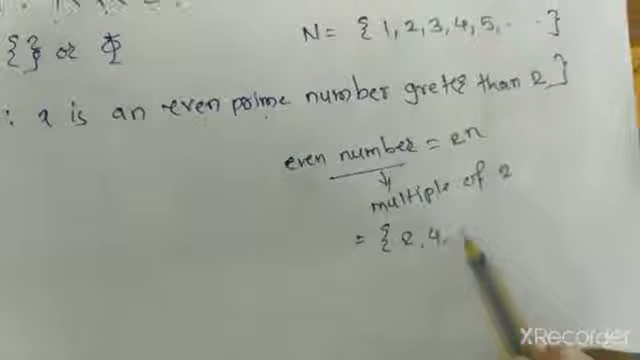 N = { 1, 2, 3, 4, 5, . . . }
{ } or ϕ
: x is an even prime number greter than 2 }
even number = 2n
multiple of 2
= { 2, 4,
XRecorder